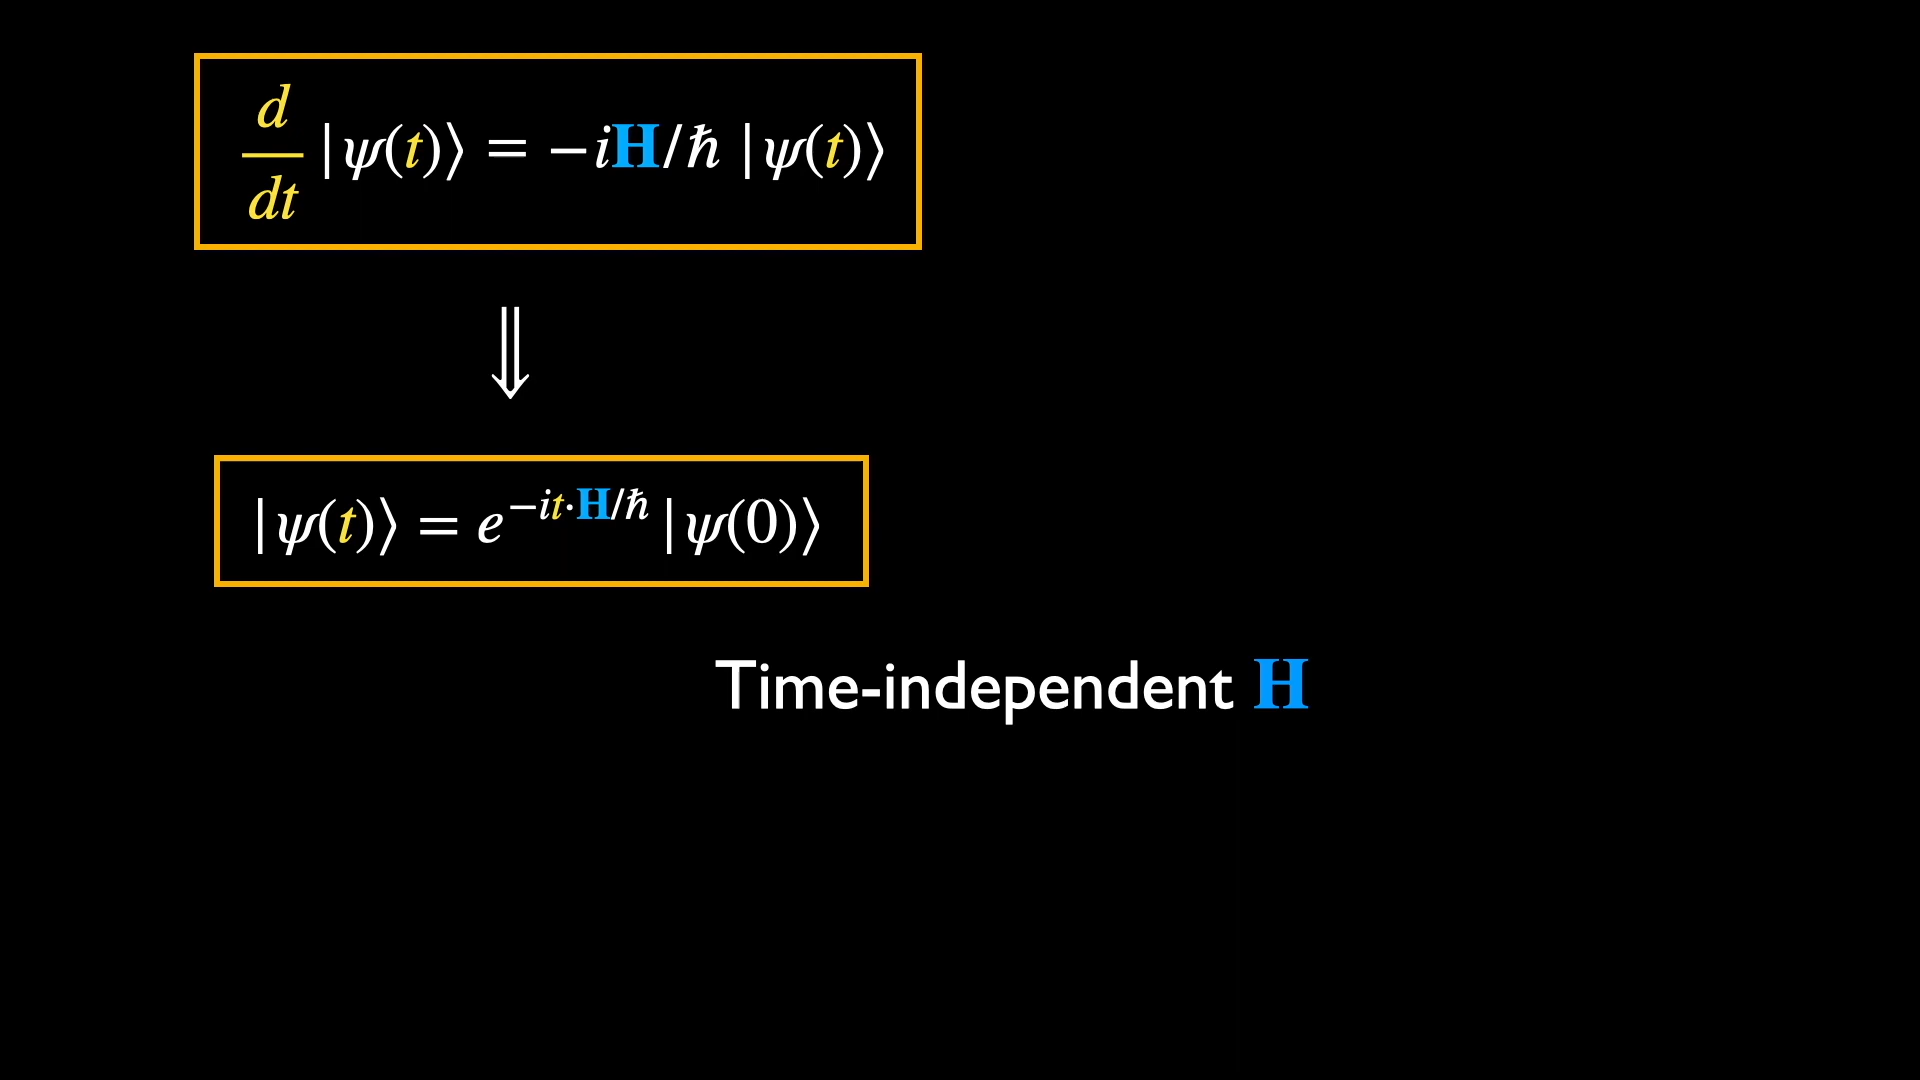 d/dt |ψ(t)⟩ = −iH/ℏ |ψ(t)⟩
⇓
|ψ(t)⟩ = e^{−it·H/ℏ} |ψ(0)⟩
Time-independent H